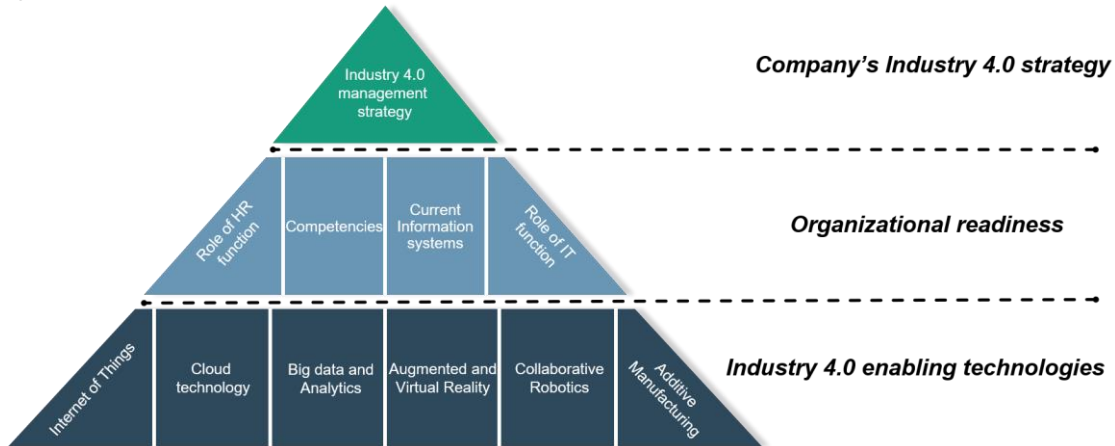 Industry 4.0
management
strategy
Company's Industry 4.0 strategy
Role of HR
function
Competencies
Current
Information
systems
Role of IT
function
Organizational readiness
Internet of Things
Cloud
technology
Big data and
Analytics
Augmented and
Virtual Reality
Collaborative
Robotics
Additive
Manufacturing
Industry 4.0 enabling technologies